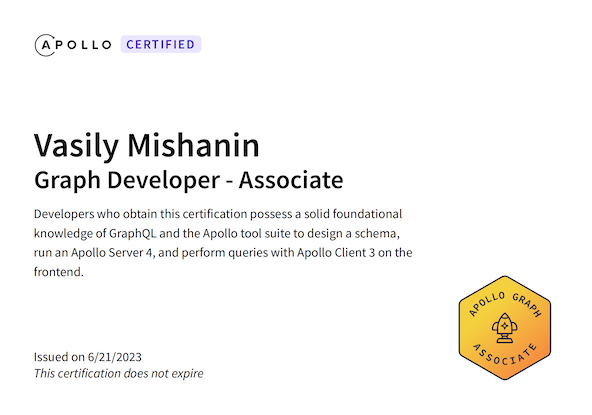 APOLLO CERTIFIED
Vasily Mishanin
Graph Developer - Associate
Developers who obtain this certification possess a solid foundational
knowledge of GraphQL and the Apollo tool suite to design a schema,
run an Apollo Server 4, and perform queries with Apollo Client 3 on the
frontend.
APOLLO GRAPH
ASSOCIATE
Issued on 6/21/2023
This certification does not expire